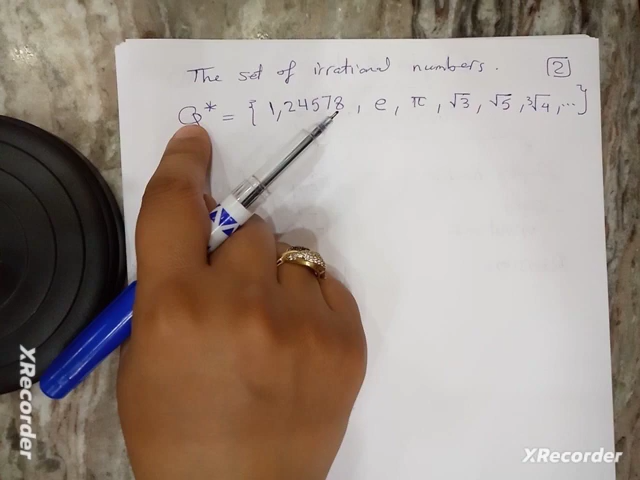 The set of irrational numbers. 2
Q* = { 1,24578 , e , π , √3 , √5 , ∛4 , ... }
XRecorder
XRecorder